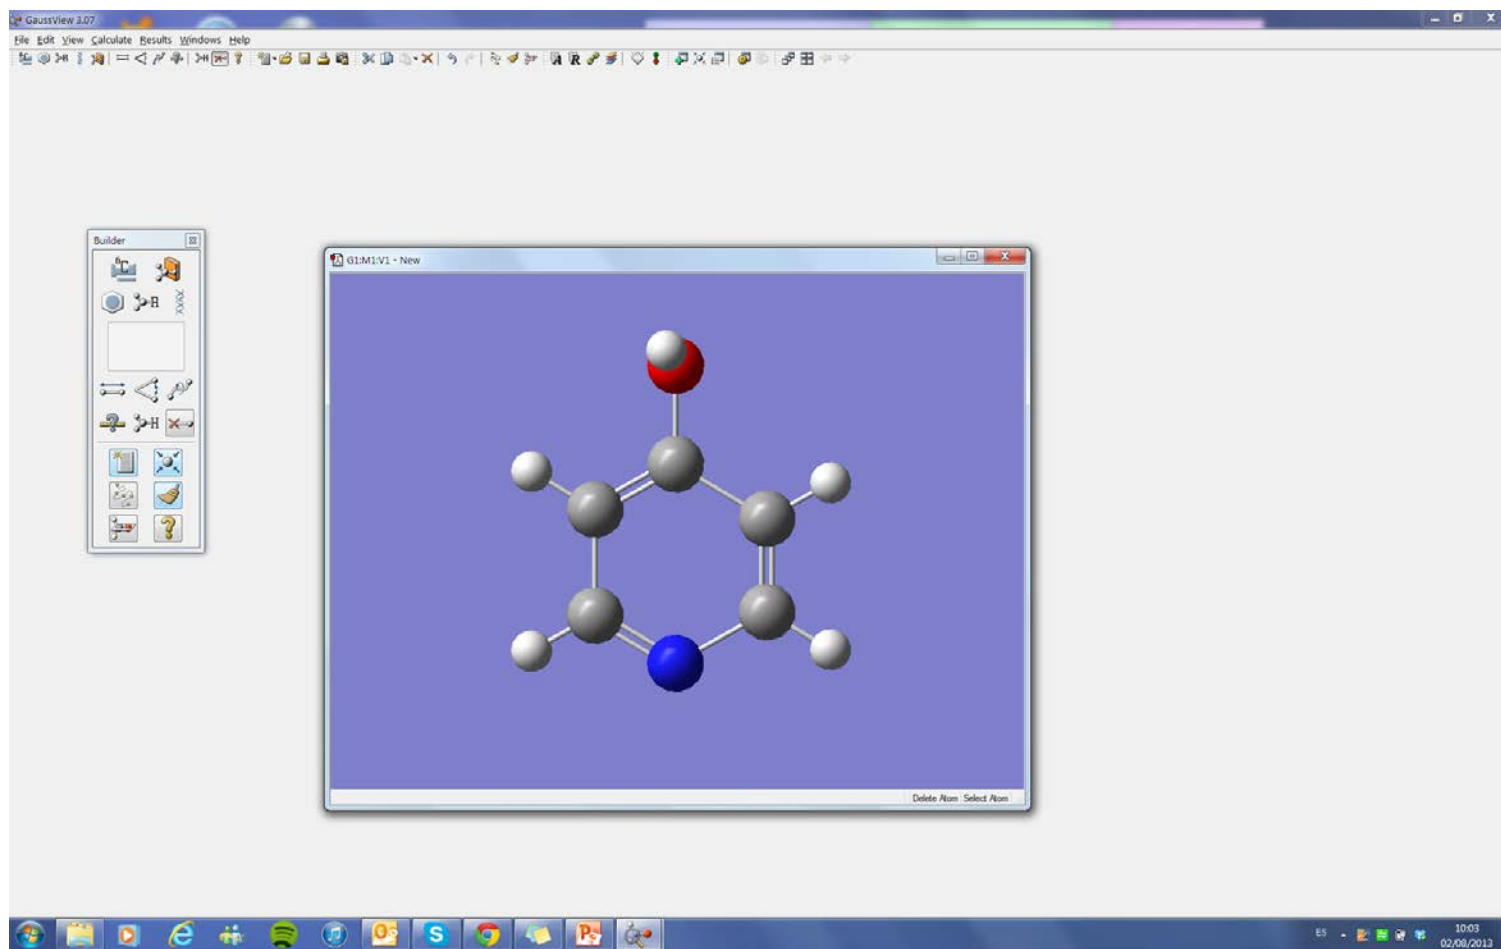 GaussView 3.07
File Edit View Calculate Results Windows Help
Builder
G1:M1:V1 - New
Delete Atom Select Atom
ES
10:03
02/08/2013